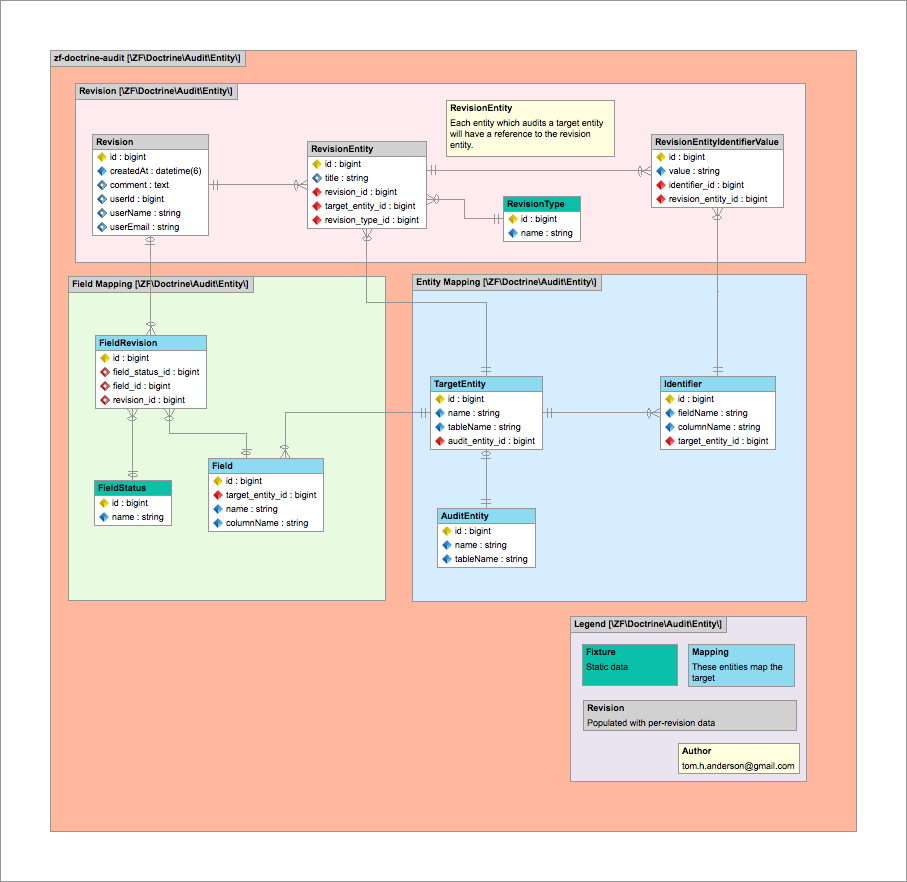 zf-doctrine-audit [\ZF\Doctrine\Audit\Entity\]
Revision [\ZF\Doctrine\Audit\Entity\]
RevisionEntity
Each entity which audits a target entity
will have a reference to the revision
entity.
Revision
id : bigint
createdAt : datetime(6)
comment : text
userId : bigint
userName : string
userEmail : string
RevisionEntity
id : bigint
title : string
revision_id : bigint
target_entity_id : bigint
revision_type_id : bigint
RevisionType
id : bigint
name : string
RevisionEntityIdentifierValue
id : bigint
value : string
identifier_id : bigint
revision_entity_id : bigint
Field Mapping [\ZF\Doctrine\Audit\Entity\]
FieldRevision
id : bigint
field_status_id : bigint
field_id : bigint
revision_id : bigint
FieldStatus
id : bigint
name : string
Field
id : bigint
target_entity_id : bigint
name : string
columnName : string
Entity Mapping [\ZF\Doctrine\Audit\Entity\]
TargetEntity
id : bigint
name : string
tableName : string
audit_entity_id : bigint
Identifier
id : bigint
fieldName : string
columnName : string
target_entity_id : bigint
AuditEntity
id : bigint
name : string
tableName : string
Legend [\ZF\Doctrine\Audit\Entity\]
Fixture
Static data
Mapping
These entities map the
target
Revision
Populated with per-revision data
Author
tom.h.anderson@gmail.com